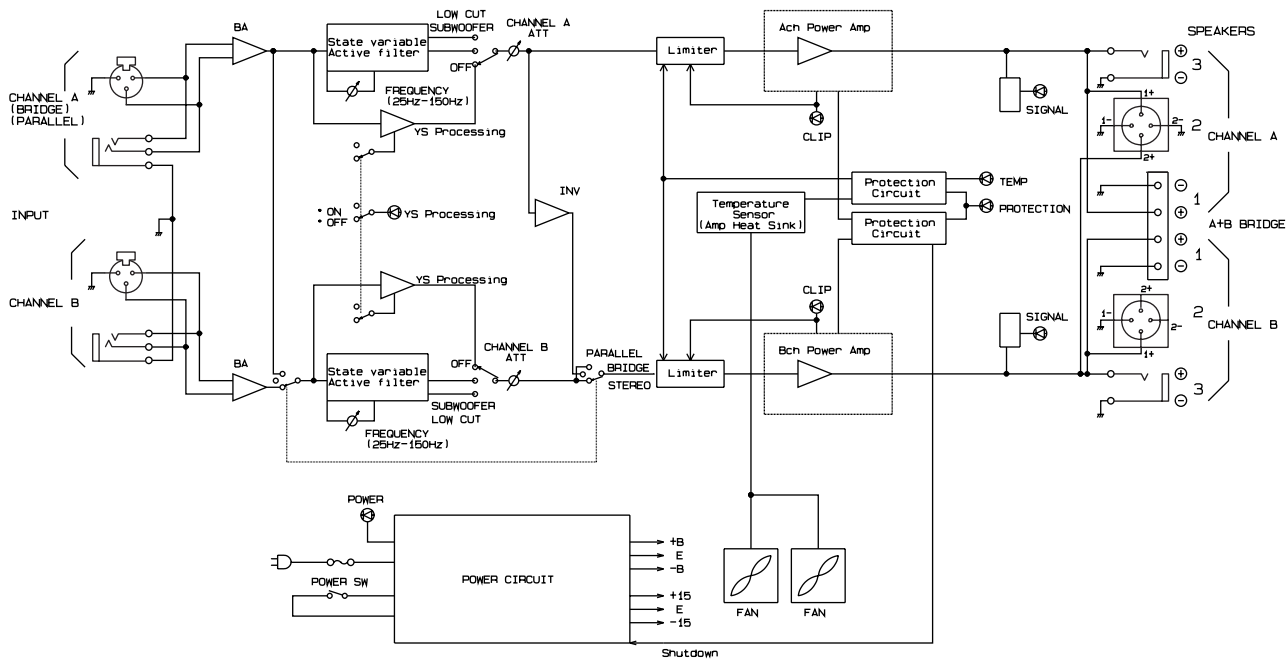 LOW CUT
SUBWOOFER
CHANNEL A
ATT
BA
State variable
Active filter
OFF
FREQUENCY
(25Hz-150Hz)
YS Processing
CHANNEL A
(BRIDGE)
(PARALLEL)
INPUT
CHANNEL B
• ON
• OFF
YS Processing
YS Processing
INV
BA
State variable
Active filter
OFF
CHANNEL B
ATT
SUBWOOFER
LOW CUT
FREQUENCY
(25Hz-150Hz)
PARALLEL
BRIDGE
STEREO
Limiter
Ach Power Amp
CLIP
SIGNAL
Temperature
Sensor
(Amp Heat Sink)
Protection
Circuit
Protection
Circuit
TEMP
PROTECTION
CLIP
SIGNAL
Limiter
Bch Power Amp
SPEAKERS
+
3
−
1+
1-
2-
2
2+
CHANNEL A
−
1
+
A+B BRIDGE
+
1
−
2+
1-
2-
2
1+
CHANNEL B
+
3
−
POWER
POWER SW
POWER CIRCUIT
+B
E
-B
+15
E
-15
FAN
FAN
Shutdown